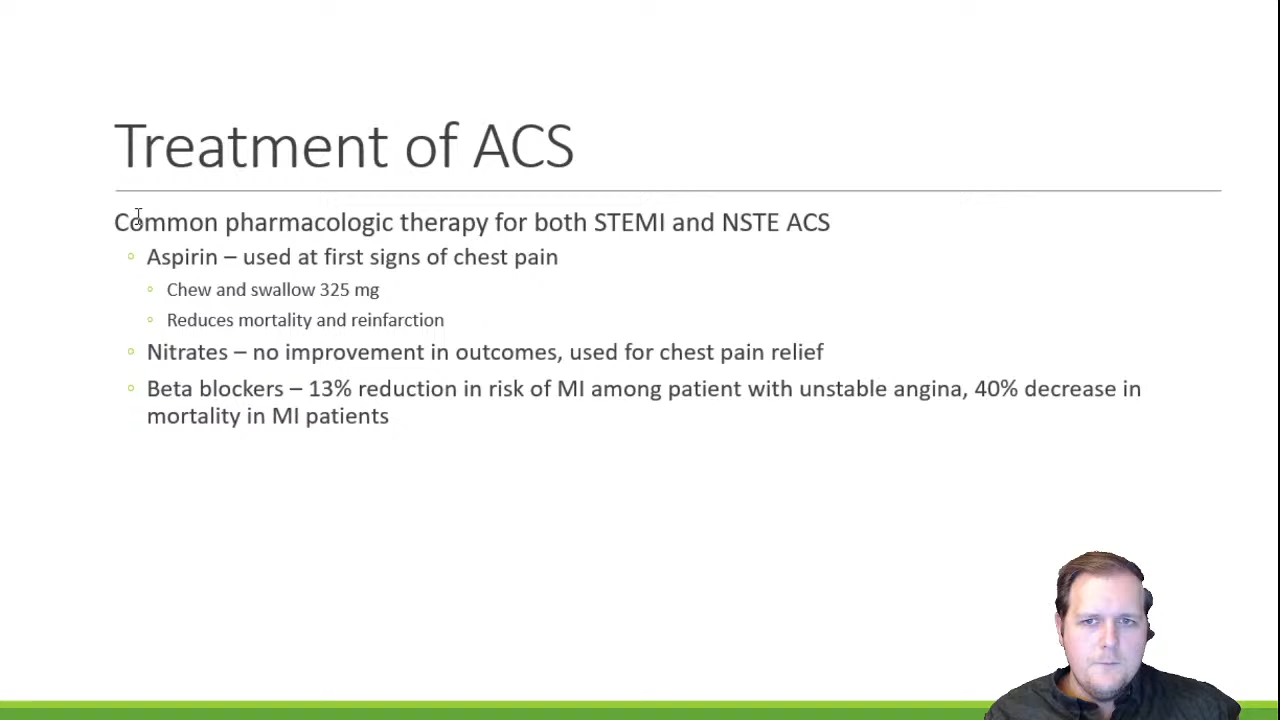 Treatment of ACS
Common pharmacologic therapy for both STEMI and NSTE ACS
◦ Aspirin – used at first signs of chest pain
◦ Chew and swallow 325 mg
◦ Reduces mortality and reinfarction
◦ Nitrates – no improvement in outcomes, used for chest pain relief
◦ Beta blockers – 13% reduction in risk of MI among patient with unstable angina, 40% decrease in
mortality in MI patients